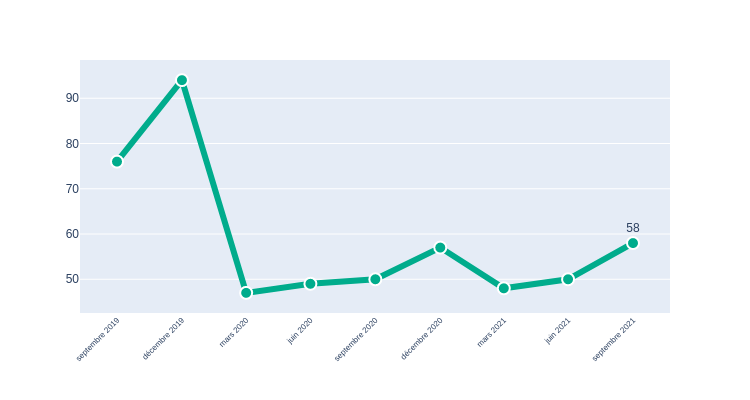 90
80
70
60
50
58
septembre 2019
décembre 2019
mars 2020
juin 2020
septembre 2020
décembre 2020
mars 2021
juin 2021
septembre 2021